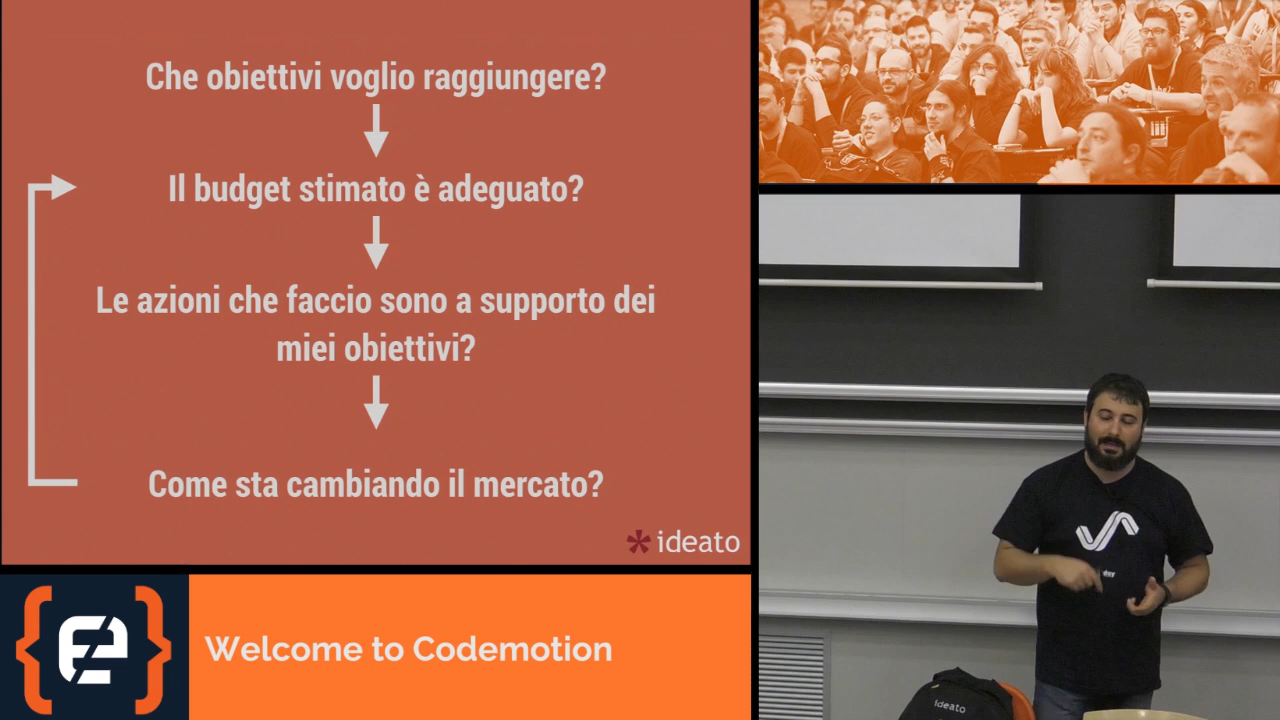 Che obiettivi voglio raggiungere?
Il budget stimato è adeguato?
Le azioni che faccio sono a supporto dei
miei obiettivi?
Come sta cambiando il mercato?
ideato
Welcome to Codemotion
ideato